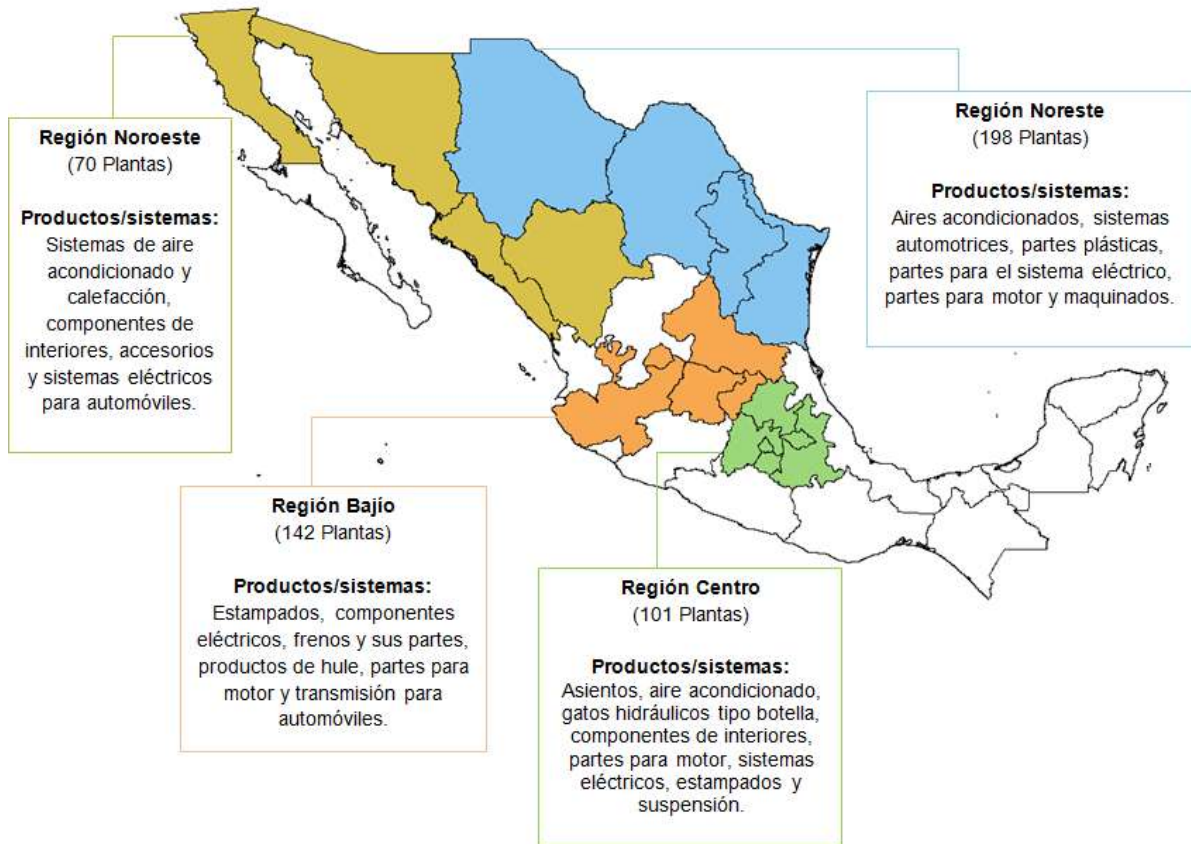 Región Noroeste
(70 Plantas)
Productos/sistemas:
Sistemas de aire
acondicionado y
calefacción,
componentes de
interiores, accesorios
y sistemas eléctricos
para automóviles.
Región Noreste
(198 Plantas)
Productos/sistemas:
Aires acondicionados, sistemas
automotrices, partes plásticas,
partes para el sistema eléctrico,
partes para motor y maquinados.
Región Bajío
(142 Plantas)
Productos/sistemas:
Estampados, componentes
eléctricos, frenos y sus partes,
productos de hule, partes para
motor y transmisión para
automóviles.
Región Centro
(101 Plantas)
Productos/sistemas:
Asientos, aire acondicionado,
gatos hidráulicos tipo botella,
componentes de interiores,
partes para motor, sistemas
eléctricos, estampados y
suspensión.